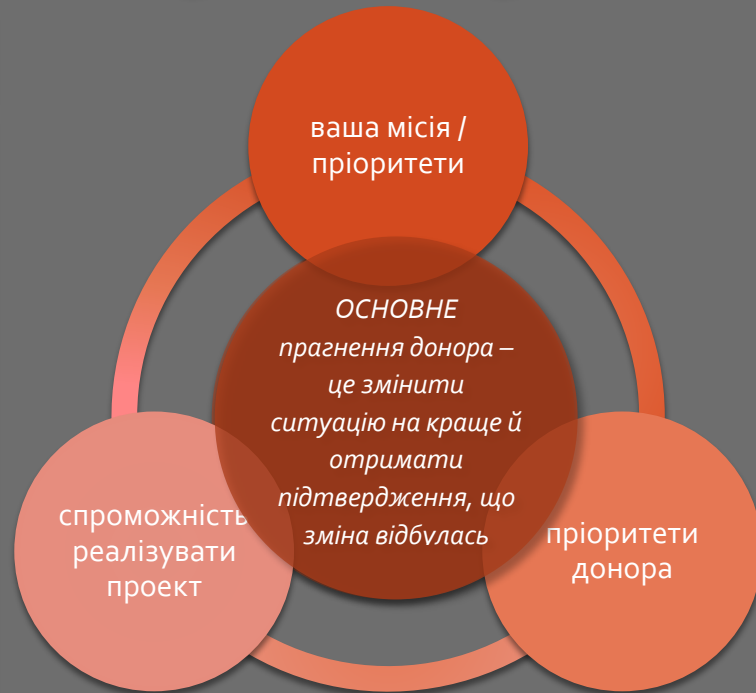 ваша місія /
пріоритети
ОСНОВНЕ
прагнення донора –
це змінити
ситуацію на краще й
отримати
підтвердження, що
зміна відбулась
спроможність
реалізувати
проект
пріоритети
донора